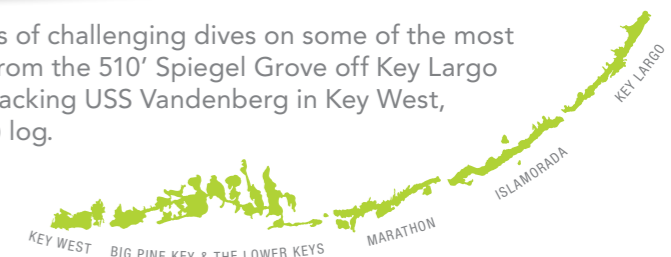 s of challenging dives on some of the most
rom the 510’ Spiegel Grove off Key Largo
acking USS Vandenberg in Key West,
log.
KEY LARGO
ISLAMORADA
MARATHON
KEY WEST
BIG PINE KEY & THE LOWER KEYS